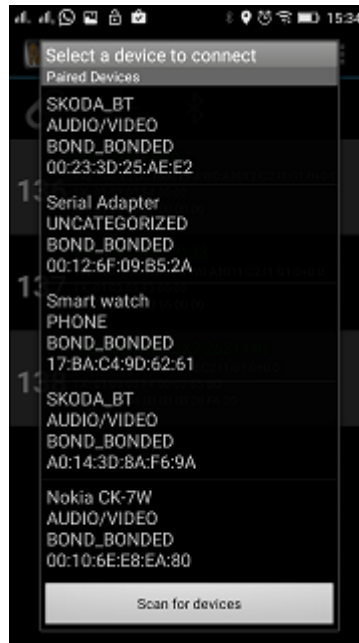 15:34
Select a device to connect
Paired Devices
SKODA_BT
AUDIO/VIDEO
BOND_BONDED
00:23:3D:25:AE:E2
Serial Adapter
UNCATEGORIZED
BOND_BONDED
00:12:6F:09:B5:2A
Smart watch
PHONE
BOND_BONDED
17:BA:C4:9D:62:61
SKODA_BT
AUDIO/VIDEO
BOND_BONDED
A0:14:3D:8A:F6:9A
Nokia CK-7W
AUDIO/VIDEO
BOND_BONDED
00:10:6E:E8:EA:80
Scan for devices